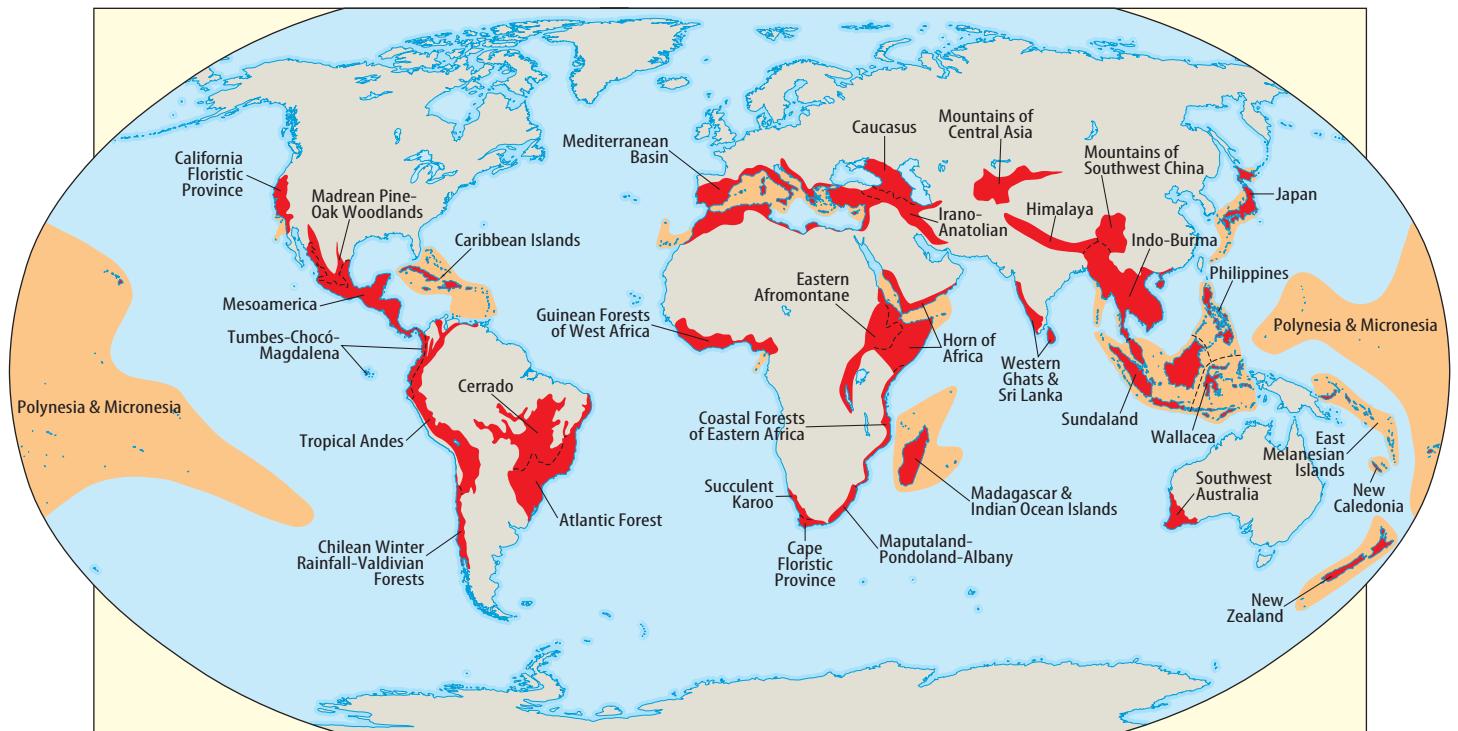 California
Floristic
Province
Madrean Pine-
Oak Woodlands
Caribbean Islands
Mesoamerica
Tumbes-Chocó-
Magdalena
Polynesia & Micronesia
Cerrado
Tropical Andes
Atlantic Forest
Chilean Winter
Rainfall-Valdivian
Forests
Mediterranean
Basin
Caucasus
Mountains of
Central Asia
Mountains of
Southwest China
Japan
Irano-
Anatolian
Himalaya
Indo-Burma
Philippines
Eastern
Afromontane
Guinean Forests
of West Africa
Horn of
Africa
Western
Ghats &
Sri Lanka
Polynesia & Micronesia
Coastal Forests
of Eastern Africa
Sundaland
Wallacea
East
Melanesian
Islands
Succulent
Karoo
Madagascar &
Indian Ocean Islands
Southwest
Australia
New
Caledonia
Cape
Floristic
Province
Maputaland-
Pondoland-Albany
New
Zealand